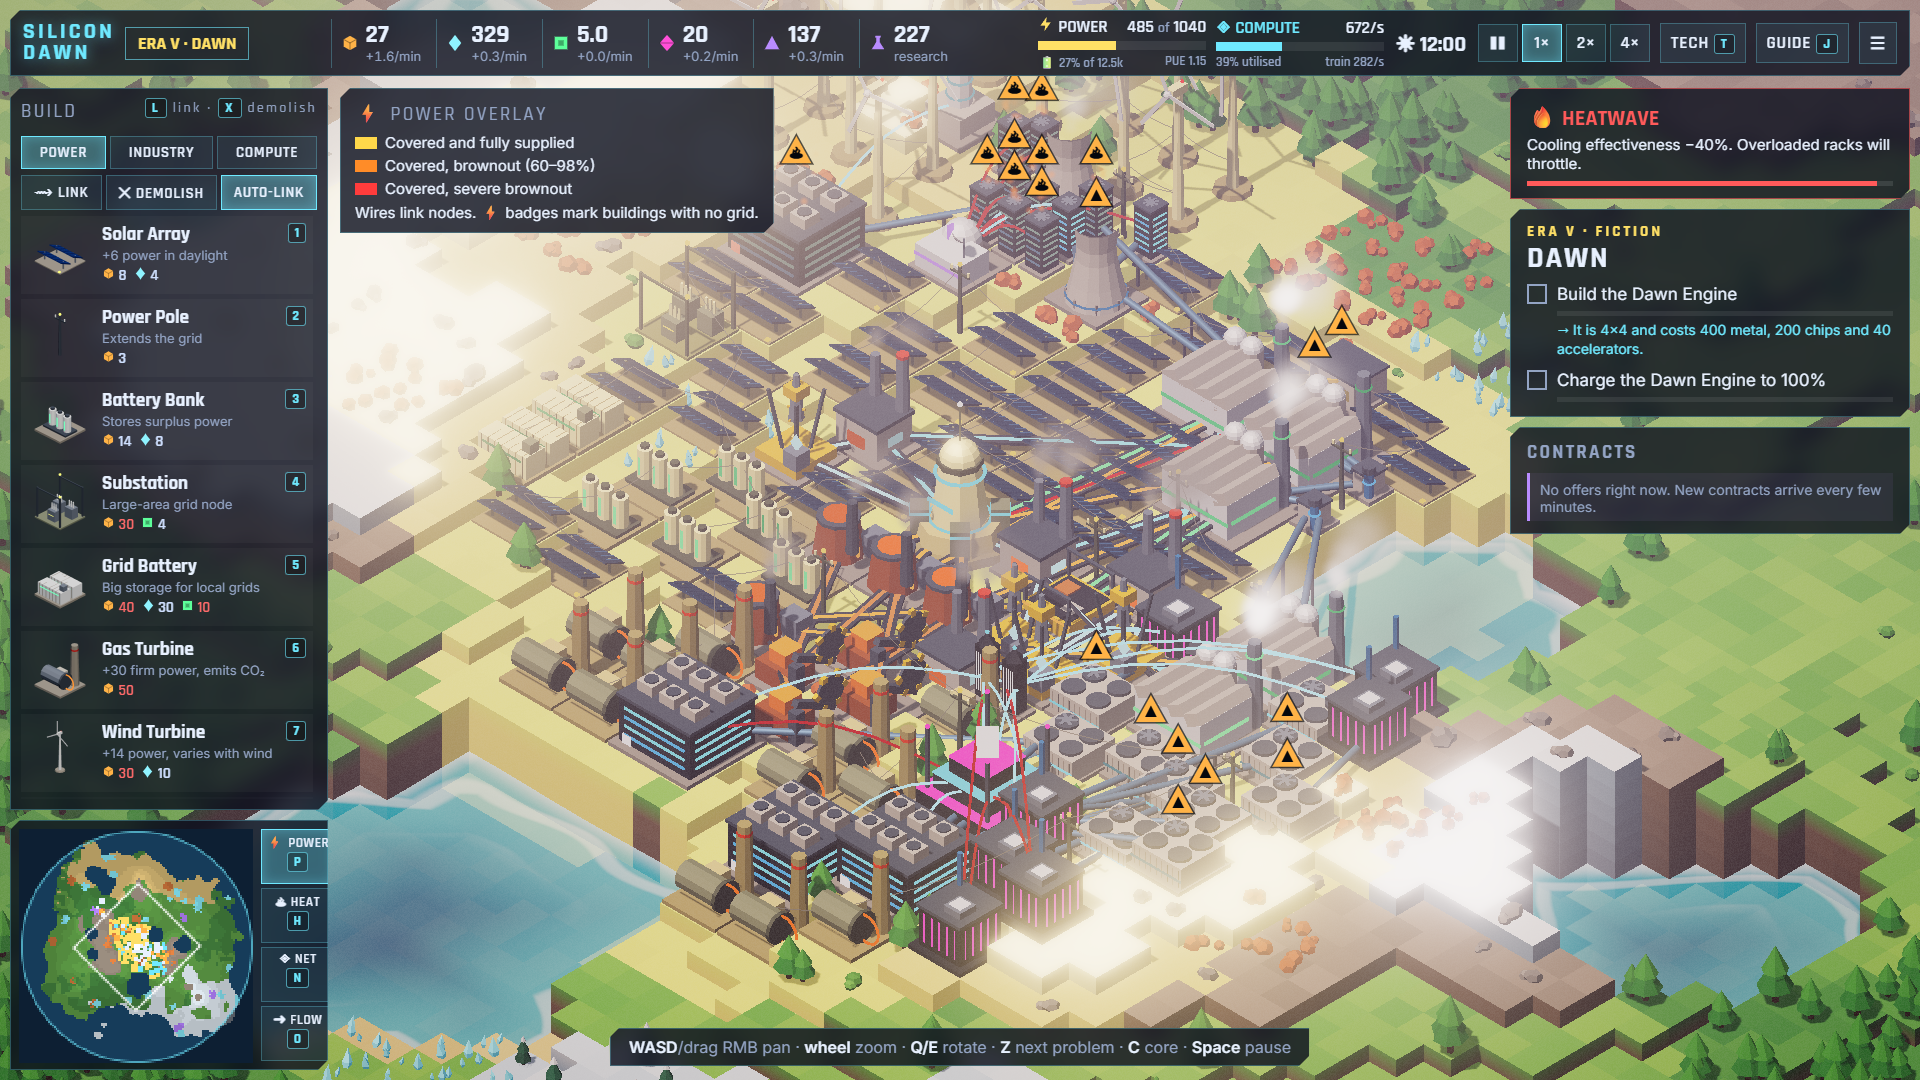 SILICON
DAWN
ERA V · DAWN
27
+1.6/min
329
+0.3/min
5.0
+0.0/min
20
+0.2/min
137
+0.3/min
227
research
POWER 485 of 1040
27% of 12.5k PUE 1.15
COMPUTE 672/s
39% utilised train 282/s
12:00
1×
2×
4×
TECH T
GUIDE J
BUILD L link · X demolish
POWER INDUSTRY COMPUTE
LINK DEMOLISH AUTO-LINK
Solar Array 1
+6 power in daylight
8 4
Power Pole 2
Extends the grid
3
Battery Bank 3
Stores surplus power
14 8
Substation 4
Large-area grid node
30 4
Grid Battery 5
Big storage for local grids
40 30 10
Gas Turbine 6
+30 firm power, emits CO₂
50
Wind Turbine 7
+14 power, varies with wind
30 10
POWER
P
HEAT
H
NET
N
FLOW
O
POWER OVERLAY
Covered and fully supplied
Covered, brownout (60–98%)
Covered, severe brownout
Wires link nodes. badges mark buildings with no grid.
HEATWAVE
Cooling effectiveness −40%. Overloaded racks will
throttle.
ERA V · FICTION
DAWN
Build the Dawn Engine
→ It is 4×4 and costs 400 metal, 200 chips and 40
accelerators.
Charge the Dawn Engine to 100%
CONTRACTS
No offers right now. New contracts arrive every few
minutes.
WASD/drag RMB pan · wheel zoom · Q/E rotate · Z next problem · C core · Space pause